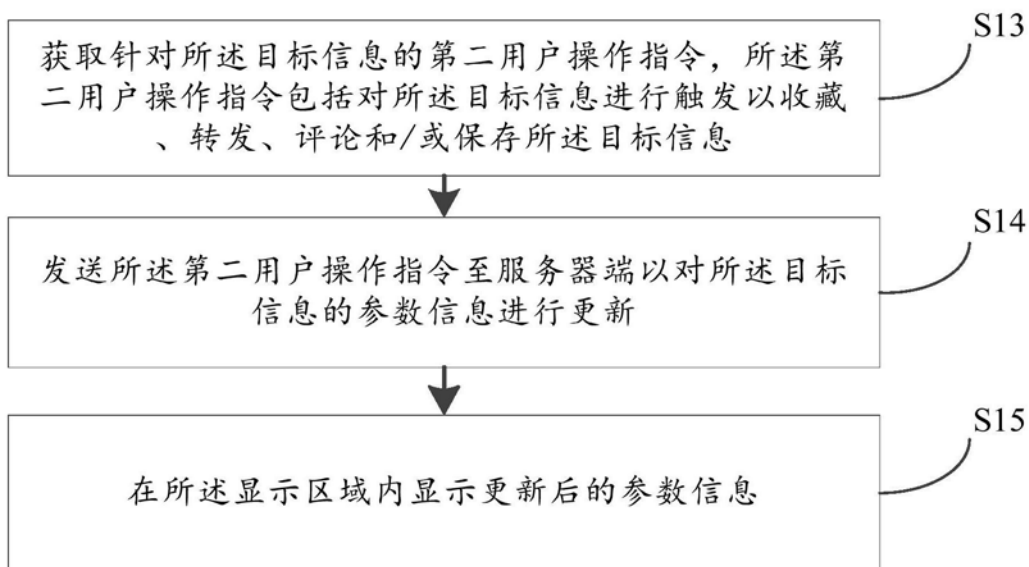 S13
获取针对所述目标信息的第二用户操作指令，所述第
二用户操作指令包括对所述目标信息进行触发以收藏
、转发、评论和/或保存所述目标信息
S14
发送所述第二用户操作指令至服务器端以对所述目标
信息的参数信息进行更新
S15
在所述显示区域内显示更新后的参数信息